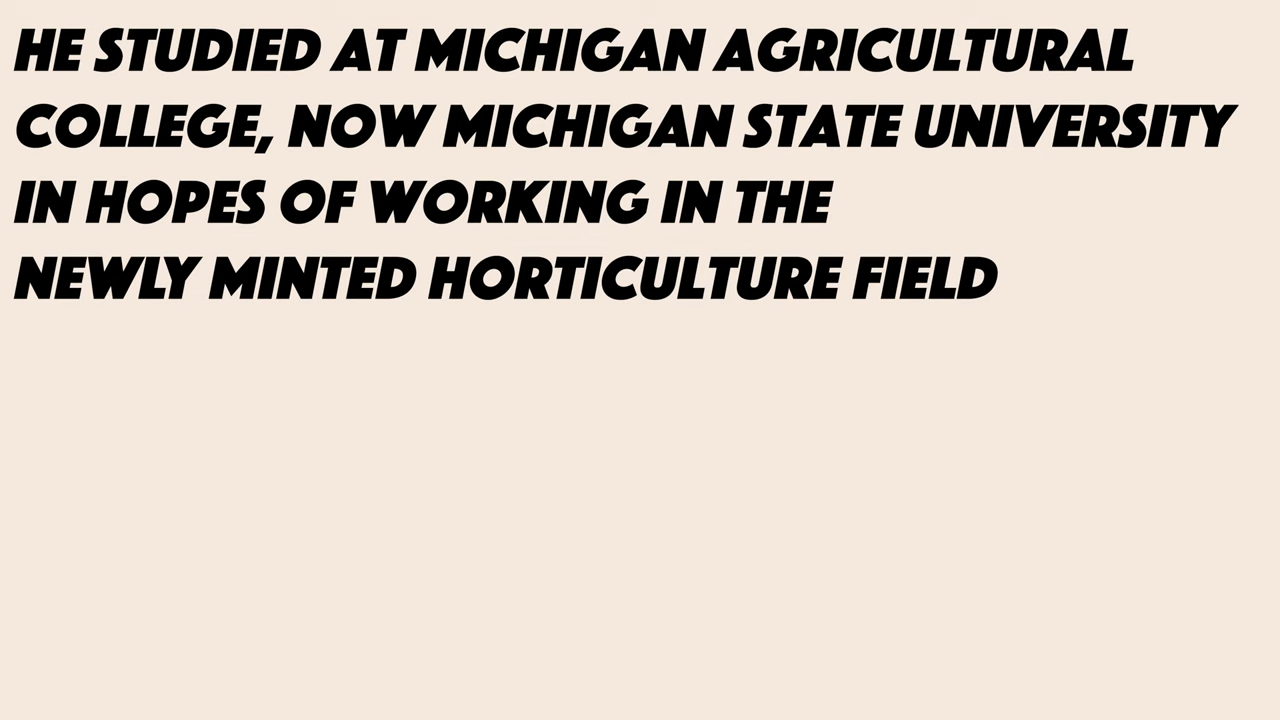 HE STUDIED AT MICHIGAN AGRICULTURAL
COLLEGE, NOW MICHIGAN STATE UNIVERSITY
IN HOPES OF WORKING IN THE
NEWLY MINTED HORTICULTURE FIELD